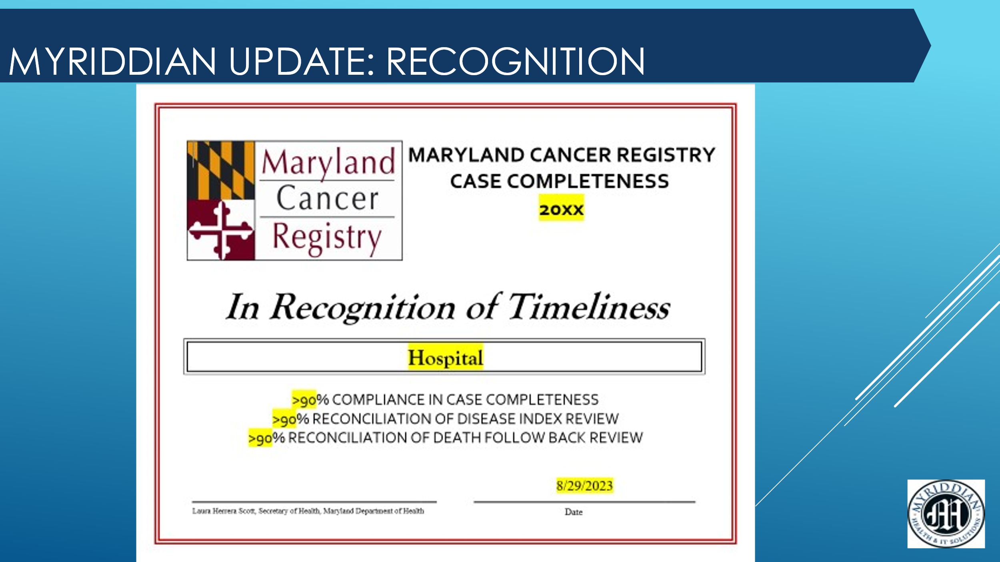 MYRIDDIAN UPDATE: RECOGNITION
Maryland
Cancer
Registry
MARYLAND CANCER REGISTRY
CASE COMPLETENESS
20XX
In Recognition of Timeliness
Hospital
>90% COMPLIANCE IN CASE COMPLETENESS
>90% RECONCILIATION OF DISEASE INDEX REVIEW
>90% RECONCILIATION OF DEATH FOLLOW BACK REVIEW
8/29/2023
Laura Herrera Scott, Secretary of Health, Maryland Department of Health
Date
MYRIDDIAN
HEALTH & IT SOLUTIONS